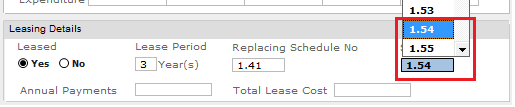 Expenditure
1.53
1.54
1.55
1.54
Leasing Details
Leased
Yes No
Lease Period
3 Year(s)
Replacing Schedule No
1.41
Annual Payments
Total Lease Cost